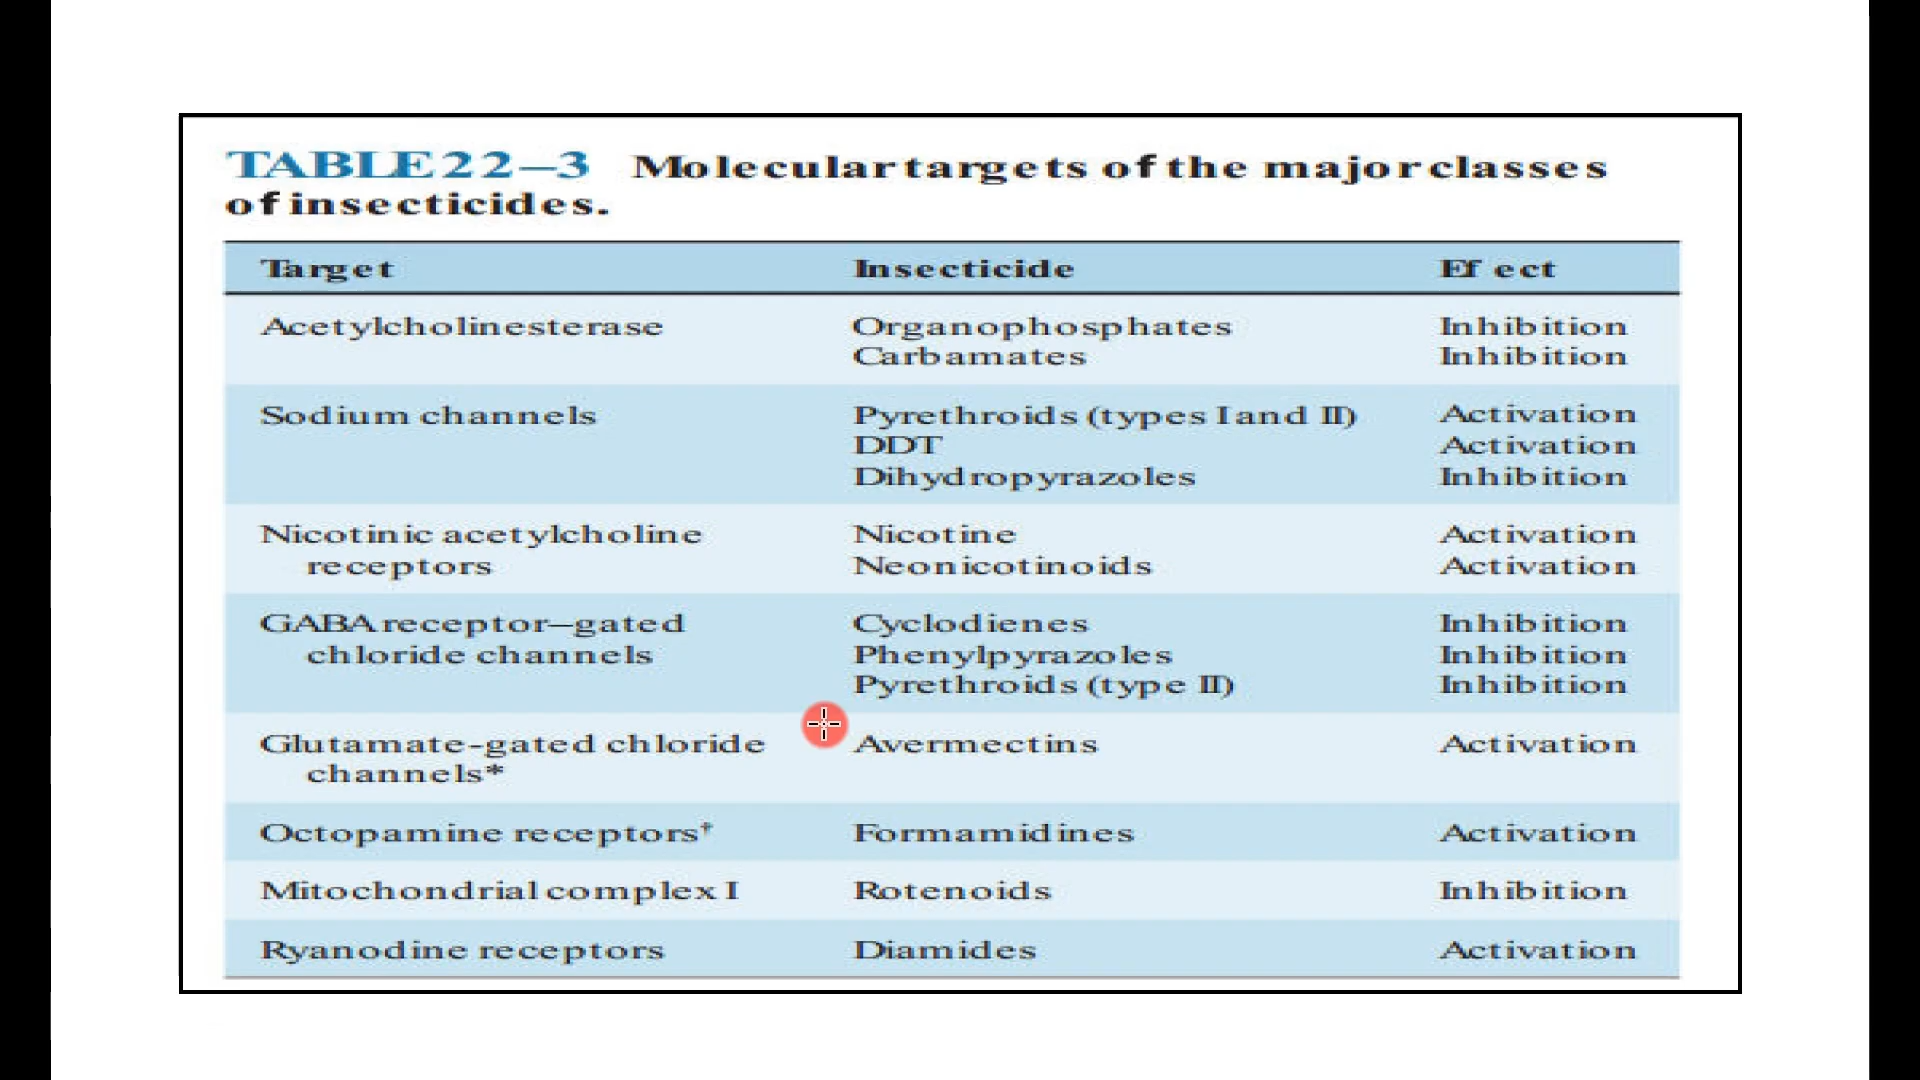 TABLE 22–3 Molecular targets of the major classes
of insecticides.
Target Insecticide Ef ect
Acetylcholinesterase Organophosphates Inhibition
Carbamates Inhibition
Sodium channels Pyrethroids (types I and II) Activation
DDT Activation
Dihydropyrazoles Inhibition
Nicotinic acetylcholine Nicotine Activation
receptors Neonicotinoids Activation
GABA receptor–gated Cyclodienes Inhibition
chloride channels Phenylpyrazoles Inhibition
Pyrethroids (type II) Inhibition
Glutamate-gated chloride Avermectins Activation
channels*
Octopamine receptors† Formamidines Activation
Mitochondrial complex I Rotenoids Inhibition
Ryanodine receptors Diamides Activation